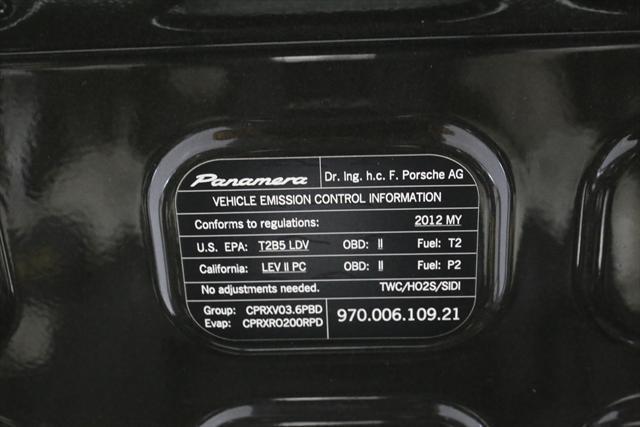 Panamera Dr. Ing. h.c. F. Porsche AG
VEHICLE EMISSION CONTROL INFORMATION
Conforms to regulations: 2012 MY
U.S. EPA: T2B5 LDV OBD: II Fuel: T2
California: LEV II PC OBD: II Fuel: P2
No adjustments needed. TWC/HO2S/SIDI
Group: CPRXV03.6PBD
Evap: CPRXR0200RPD 970.006.109.21